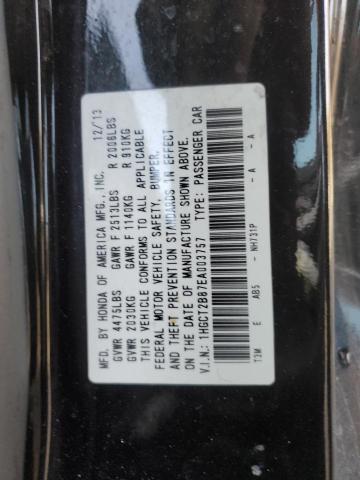 MFD. BY HONDA OF AMERICA MFG., INC. 12/13
GVWR 4475LBS GAWR F 2513LBS R 2006LBS
GVWR 2030KG GAWR F 1140KG R 910KG
THIS VEHICLE CONFORMS TO ALL APPLICABLE
FEDERAL MOTOR VEHICLE SAFETY, BUMPER,
AND THEFT PREVENTION STANDARDS IN EFFECT
ON THE DATE OF MANUFACTURE SHOWN ABOVE.
V.I.N.: 1HGCT2B87EA003757 TYPE: PASSENGER CAR
T3M E AB5 - NH731P - A - A